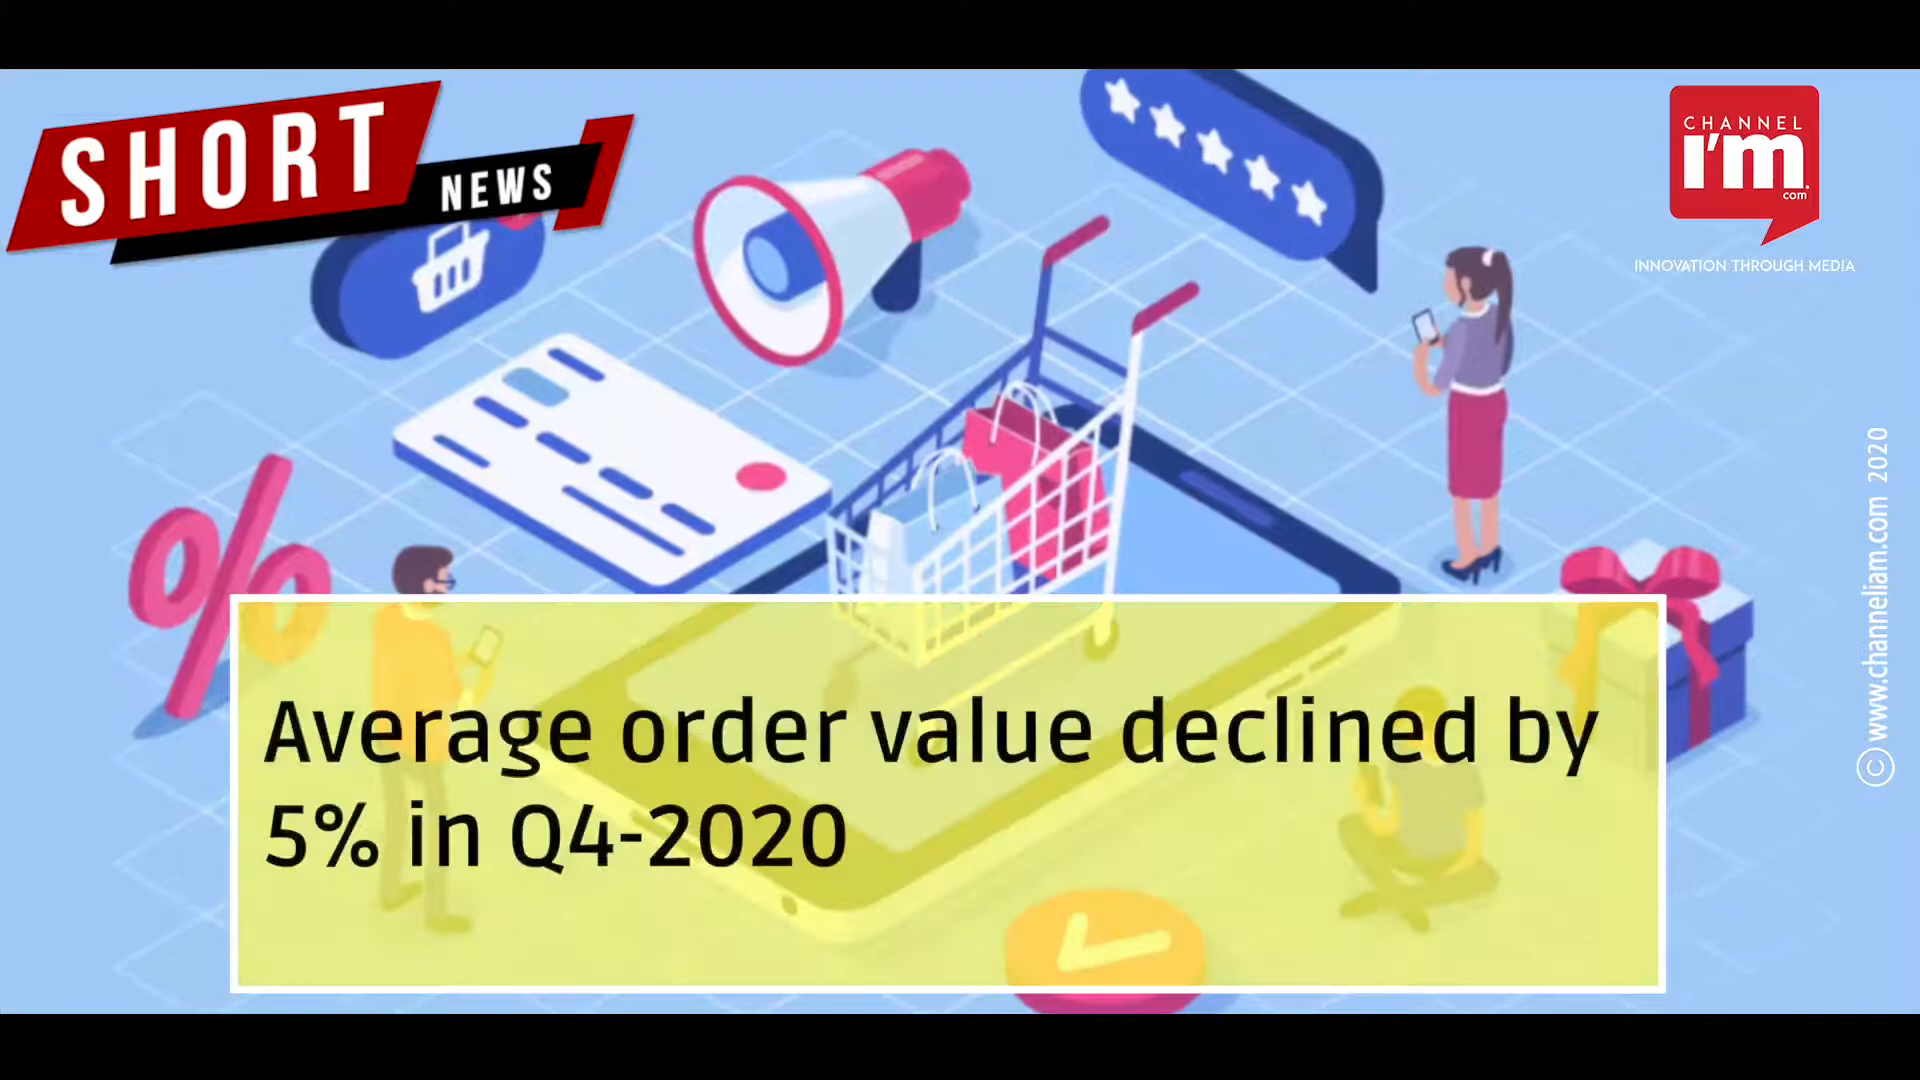 SHORT
NEWS
CHANNEL
I'm
.com
INNOVATION THROUGH MEDIA
© www.channeliam.com 2020
Average order value declined by
5% in Q4-2020